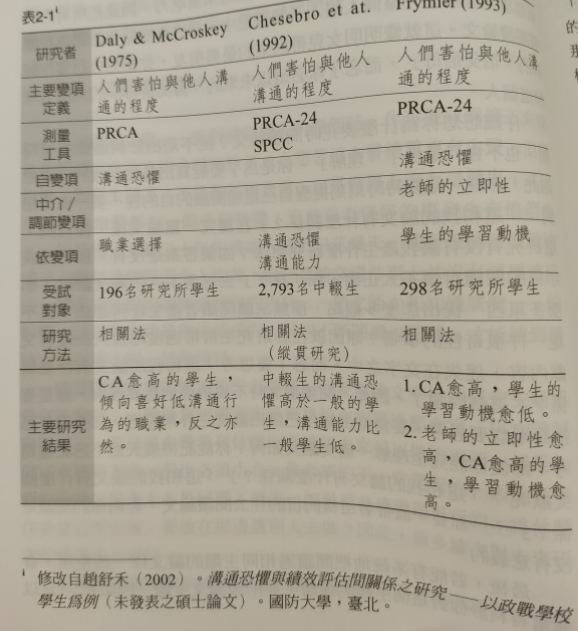 表2-1i
研究者 Daly & McCroskey (1975) Chesebro et at. (1992) Frymier (1993)
主要變項定義 人們害怕與他人溝通的程度 人們害怕與他人溝通的程度 人們害怕與他人溝通的程度
測量工具 PRCA PRCA-24 SPCC PRCA-24
自變項 溝通恐懼 溝通恐懼
中介／調節變項 老師的立即性
依變項 職業選擇 溝通恐懼 溝通能力 學生的學習動機
受試對象 196名研究所學生 2,793名中輟生 298名研究所學生
研究方法 相關法 相關法（縱貫研究） 相關法
主要研究結果 CA愈高的學生，傾向喜好低溝通行為的職業，反之亦然。 中輟生的溝通恐懼高於一般的學生，溝通能力比一般學生低。 1.CA愈高，學生的學習動機愈低。 2.老師的立即性愈高，CA愈高的學生，學習動機愈高。
i 修改自趙舒禾（2002）。溝通恐懼與績效評估間關係之研究——以政戰學校
學生為例（未發表之碩士論文）。國防大學，臺北。